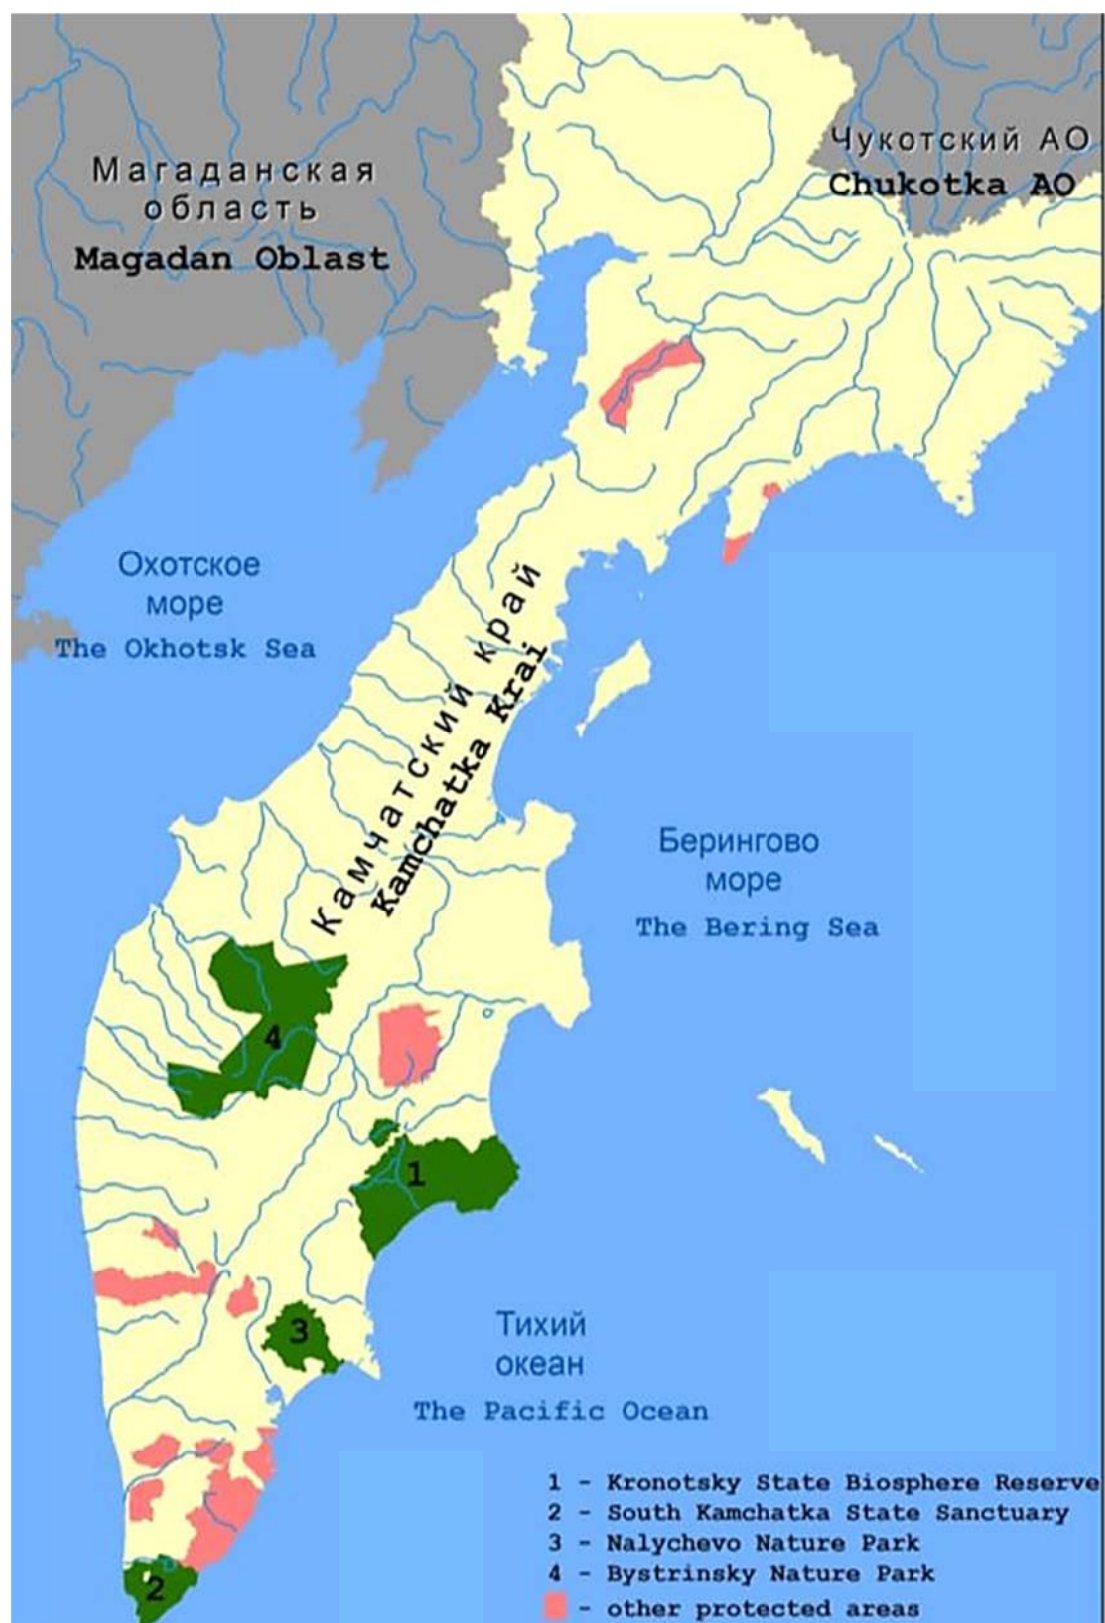 Магаданская
область
Magadan Oblast
Чукотский АО
Chukotka AO
Охотское
море
The Okhotsk Sea
Камчатский край
Kamchatka Krai
Берингово
море
The Bering Sea
4
1
3
Тихий
океан
The Pacific Ocean
2
1 - Kronotsky State Biosphere Reserve
2 - South Kamchatka State Sanctuary
3 - Nalychevo Nature Park
4 - Bystrinsky Nature Park
- other protected areas